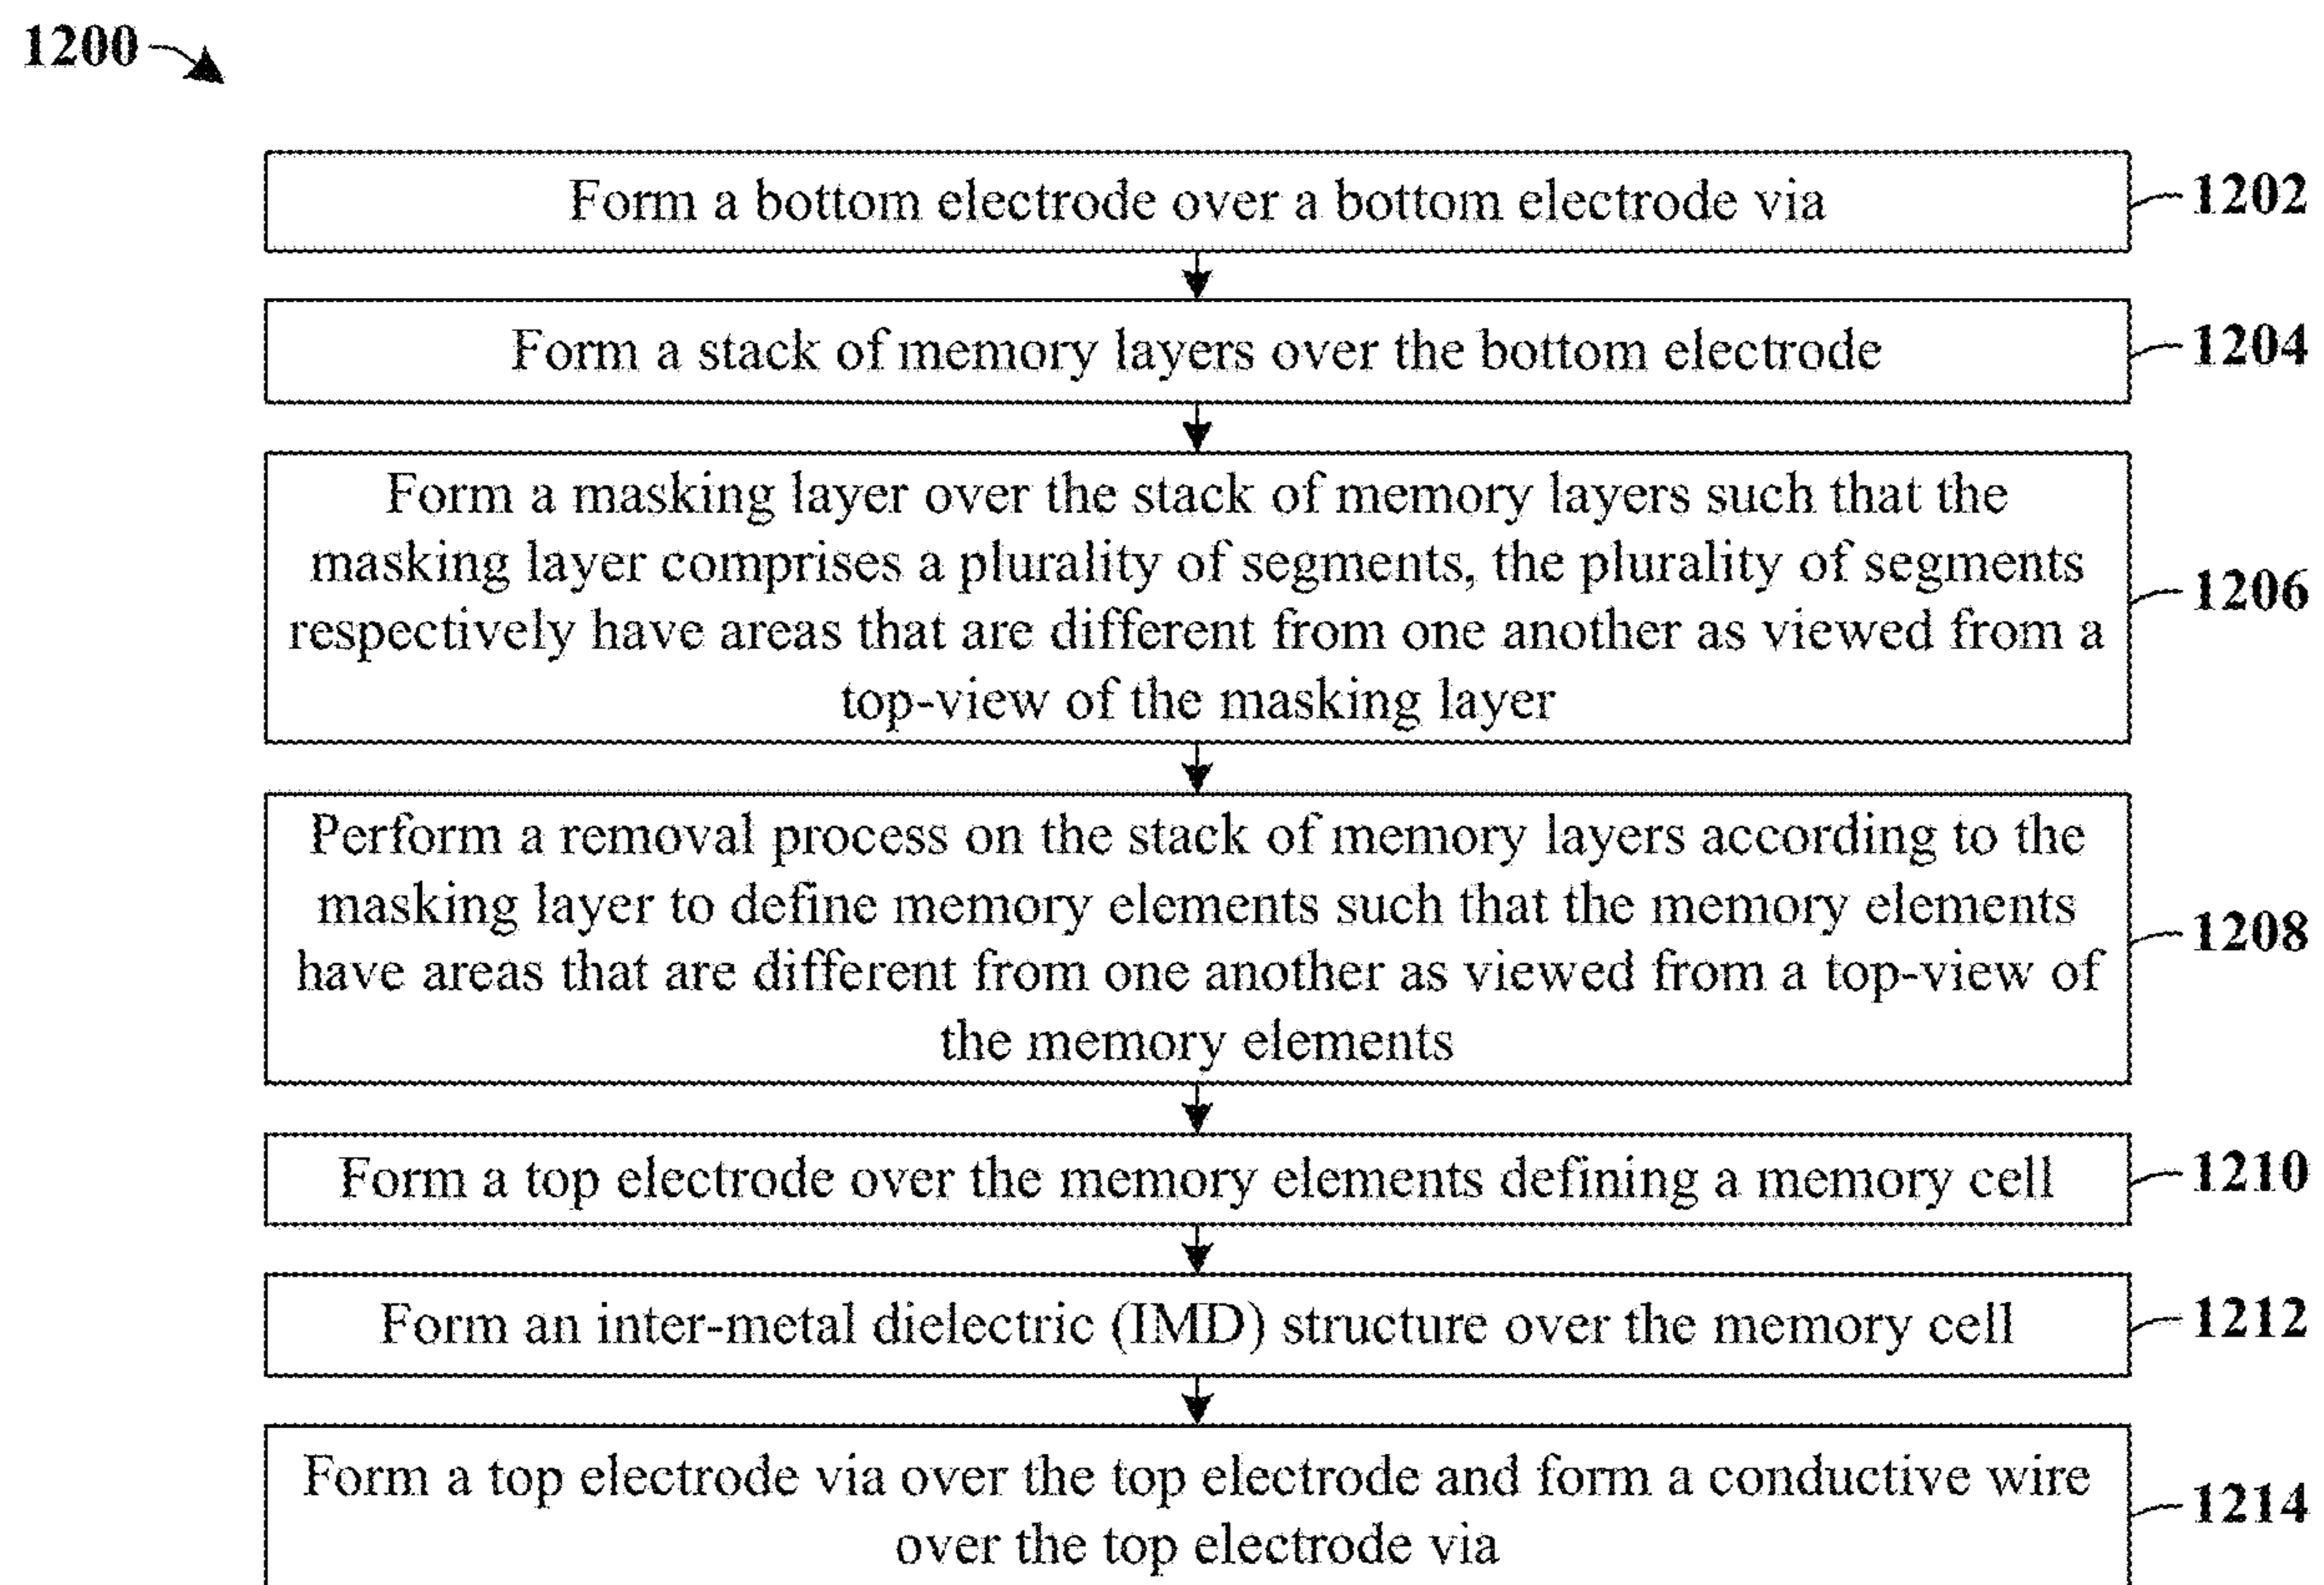 1200
Form a bottom electrode over a bottom electrode via
1202
Form a stack of memory layers over the bottom electrode
1204
Form a masking layer over the stack of memory layers such that the
masking layer comprises a plurality of segments, the plurality of segments
respectively have areas that are different from one another as viewed from a
top-view of the masking layer
1206
Perform a removal process on the stack of memory layers according to the
masking layer to define memory elements such that the memory elements
have areas that are different from one another as viewed from a top-view of
the memory elements
1208
Form a top electrode over the memory elements defining a memory cell
1210
Form an inter-metal dielectric (IMD) structure over the memory cell
1212
Form a top electrode via over the top electrode and form a conductive wire
over the top electrode via
1214